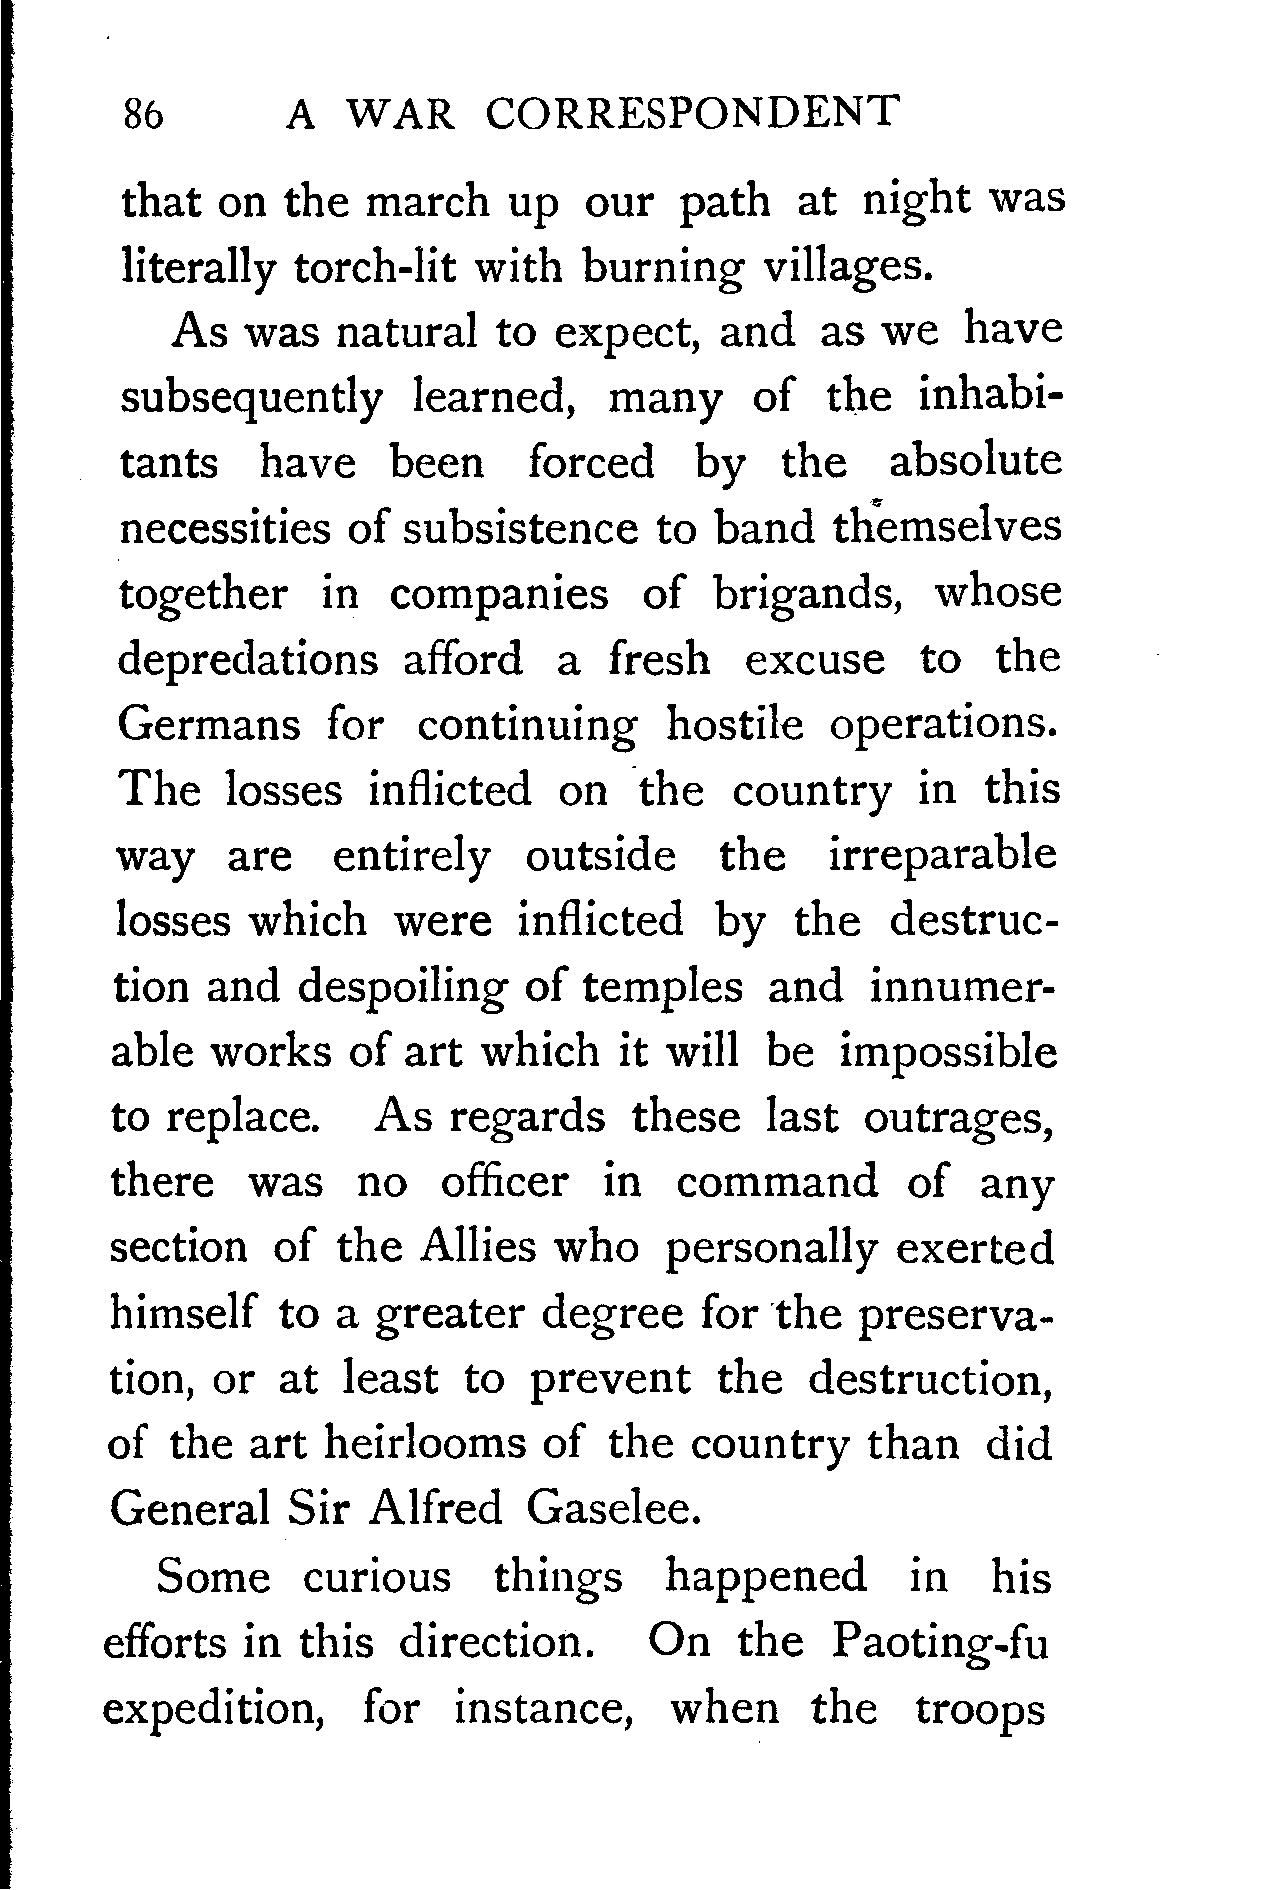 86 A WAR CORRESPONDENT
that on the march up our path at night was
literally torch-lit with burning villages.
As was natural to expect, and as we have
subsequently learned, many of the inhabi-
tants have been forced by the absolute
necessities of subsistence to band themselves
together in companies of brigands, whose
depredations afford a fresh excuse to the
Germans for continuing hostile operations.
The losses inflicted on the country in this
way are entirely outside the irreparable
losses which were inflicted by the destruc-
tion and despoiling of temples and innumer-
able works of art which it will be impossible
to replace. As regards these last outrages,
there was no officer in command of any
section of the Allies who personally exerted
himself to a greater degree for the preserva-
tion, or at least to prevent the destruction,
of the art heirlooms of the country than did
General Sir Alfred Gaselee.
Some curious things happened in his
efforts in this direction. On the Paoting-fu
expedition, for instance, when the troops